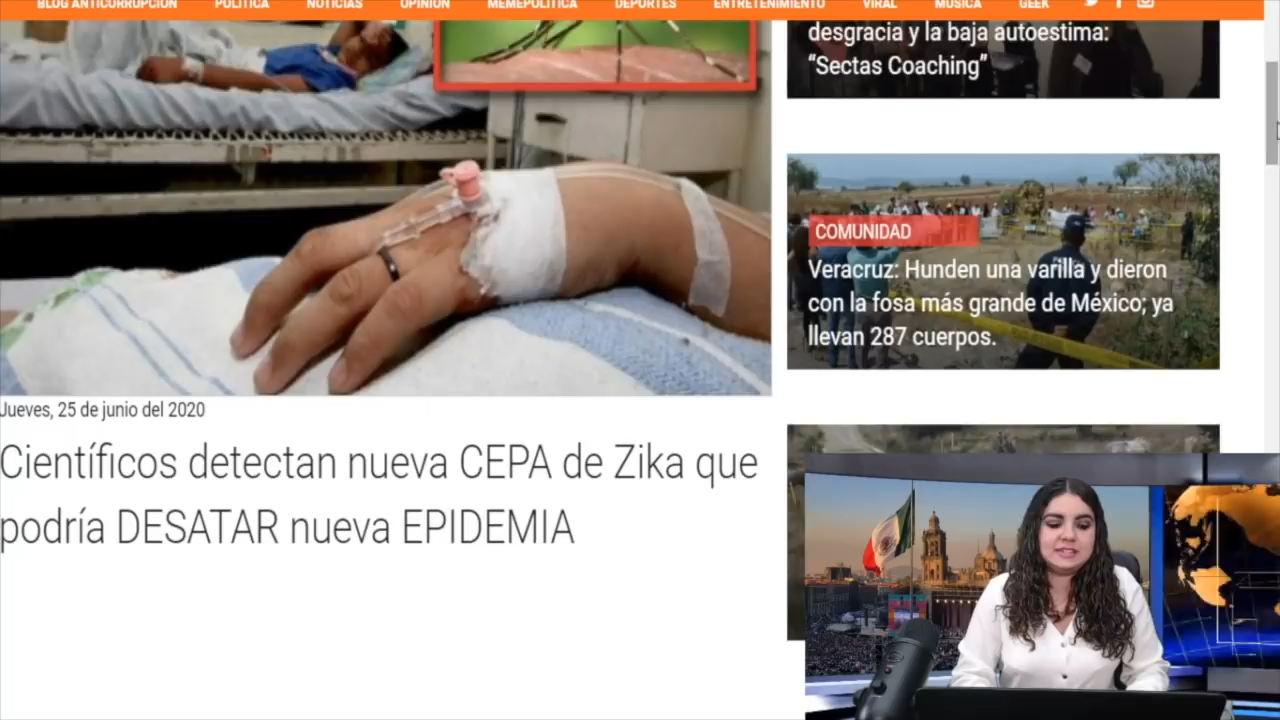 BLOG ANTICORRUPCIÓN POLÍTICA NOTICIAS OPINIÓN MEMEPOLÍTICA DEPORTES ENTRETENIMIENTO VIRAL MÚSICA GEEK
desgracia y la baja autoestima:
“Sectas Coaching”
COMUNIDAD
Veracruz: Hunden una varilla y dieron
con la fosa más grande de México; ya
llevan 287 cuerpos.
Jueves, 25 de junio del 2020
Científicos detectan nueva CEPA de Zika que
podría DESATAR nueva EPIDEMIA